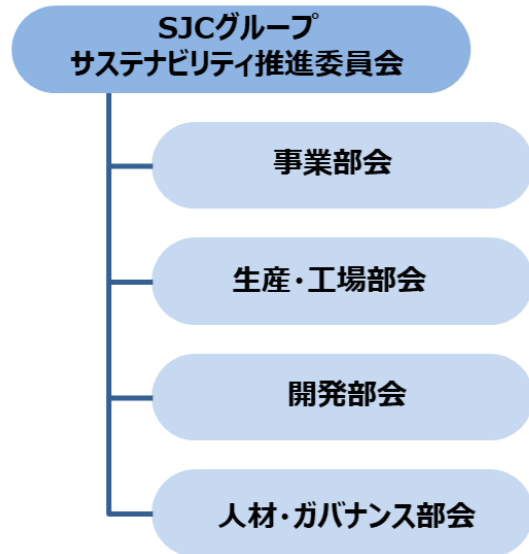 SJCグループ
サステナビリティ推進委員会
事業部会
生産・工場部会
開発部会
人材・ガバナンス部会